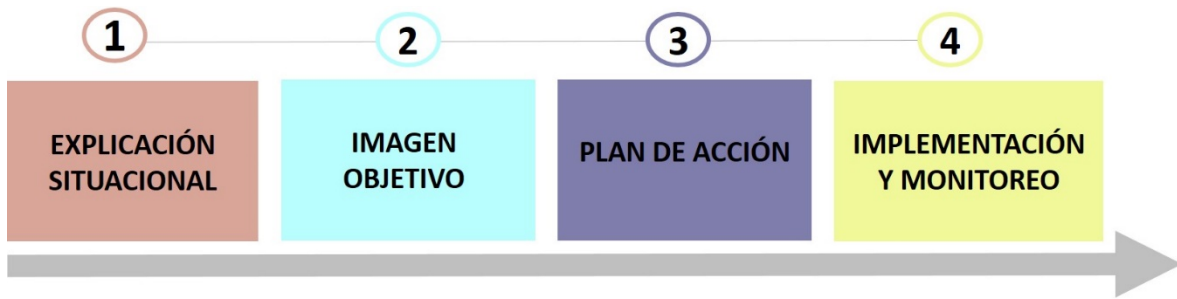 1
2
3
4
EXPLICACIÓN
SITUACIONAL
IMAGEN
OBJETIVO
PLAN DE ACCIÓN
IMPLEMENTACIÓN
Y MONITOREO